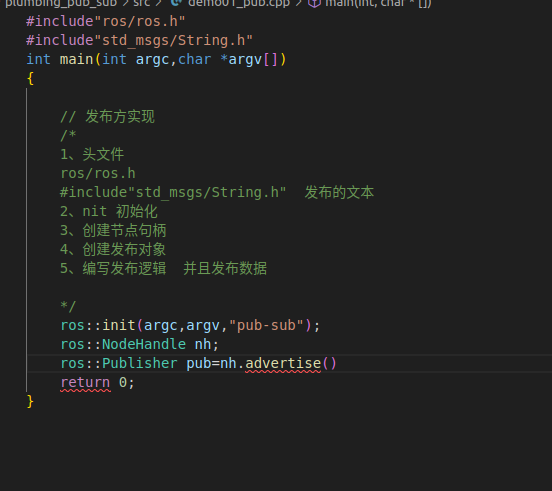 plumbing_pub_sub > src > demo01_pub.cpp > main(int, char * [])
#include"ros/ros.h"
#include"std_msgs/String.h"
int main(int argc,char *argv[])
{
// 发布方实现
/*
1、头文件
ros/ros.h
#include"std_msgs/String.h"  发布的文本
2、nit 初始化
3、创建节点句柄
4、创建发布对象
5、编写发布逻辑  并且发布数据
*/
ros::init(argc,argv,"pub-sub");
ros::NodeHandle nh;
ros::Publisher pub=nh.advertise()
return 0;
}